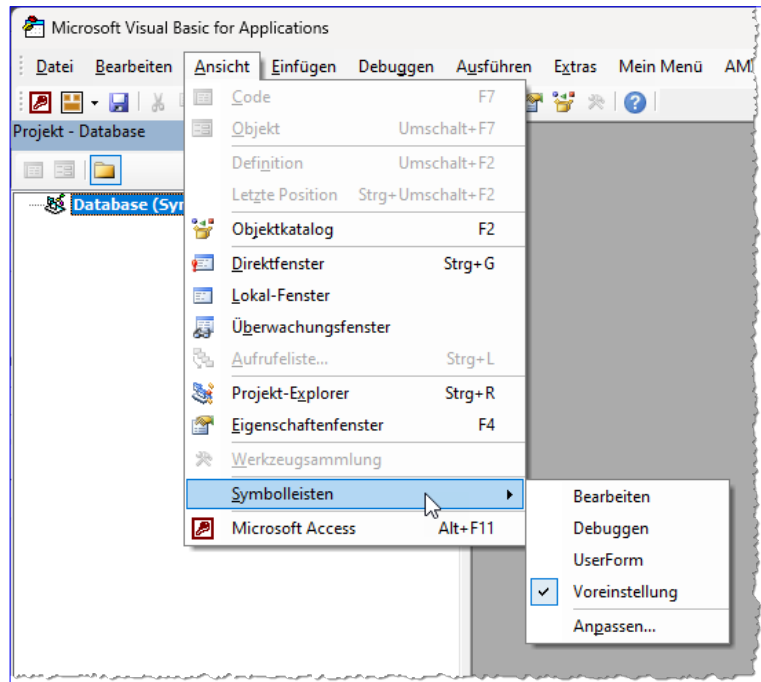 Microsoft Visual Basic for Applications
Datei Bearbeiten Ansicht Einfügen Debuggen Ausführen Extras Mein Menü
Projekt - Database
Database
Code F7
Objekt Umschalt+F7
Definition Umschalt+F2
Letzte Position Strg+Umschalt+F2
Objektkatalog F2
Direktfenster Strg+G
Lokal-Fenster
Überwachungsfenster
Aufrufeliste... Strg+L
Projekt-Explorer Strg+R
Eigenschaftenfenster F4
Werkzeugsammlung
Symbolleisten
Microsoft Access Alt+F11
Bearbeiten
Debuggen
UserForm
Voreinstellung
Anpassen...